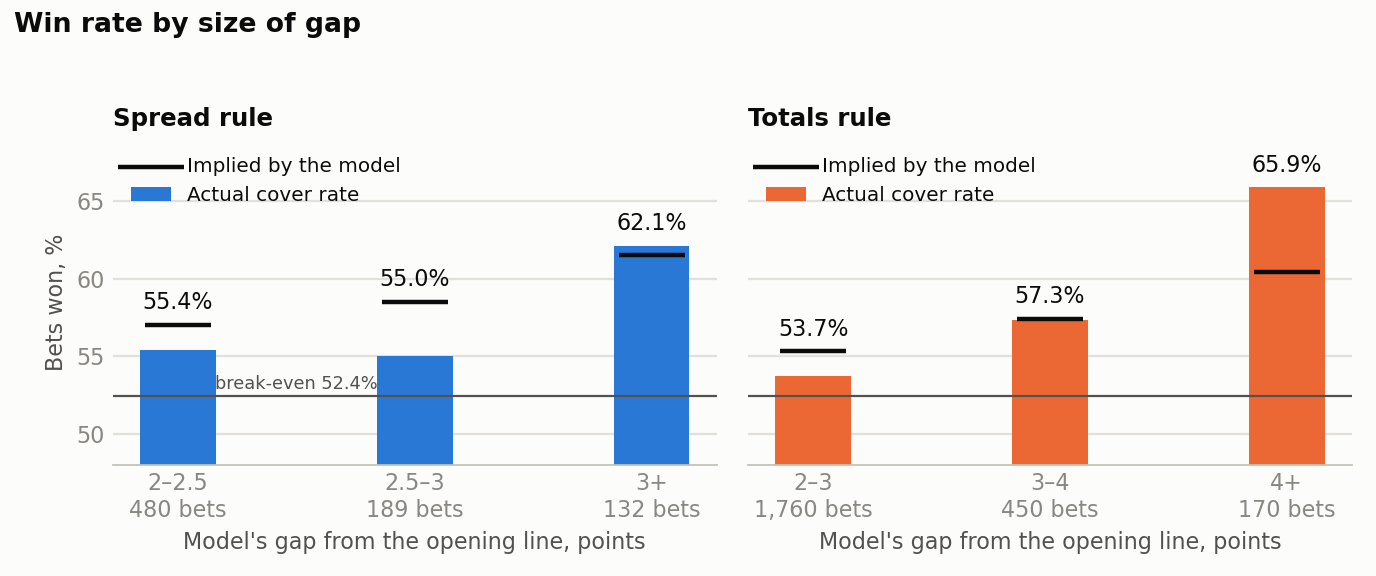 Win rate by size of gap
Spread rule
Implied by the model
Actual cover rate
Bets won, %
65
60
55
50
55.4%
55.0%
62.1%
break-even 52.4%
2–2.5
480 bets
2.5–3
189 bets
3+
132 bets
Model's gap from the opening line, points
Totals rule
Implied by the model
Actual cover rate
53.7%
57.3%
65.9%
2–3
1,760 bets
3–4
450 bets
4+
170 bets
Model's gap from the opening line, points